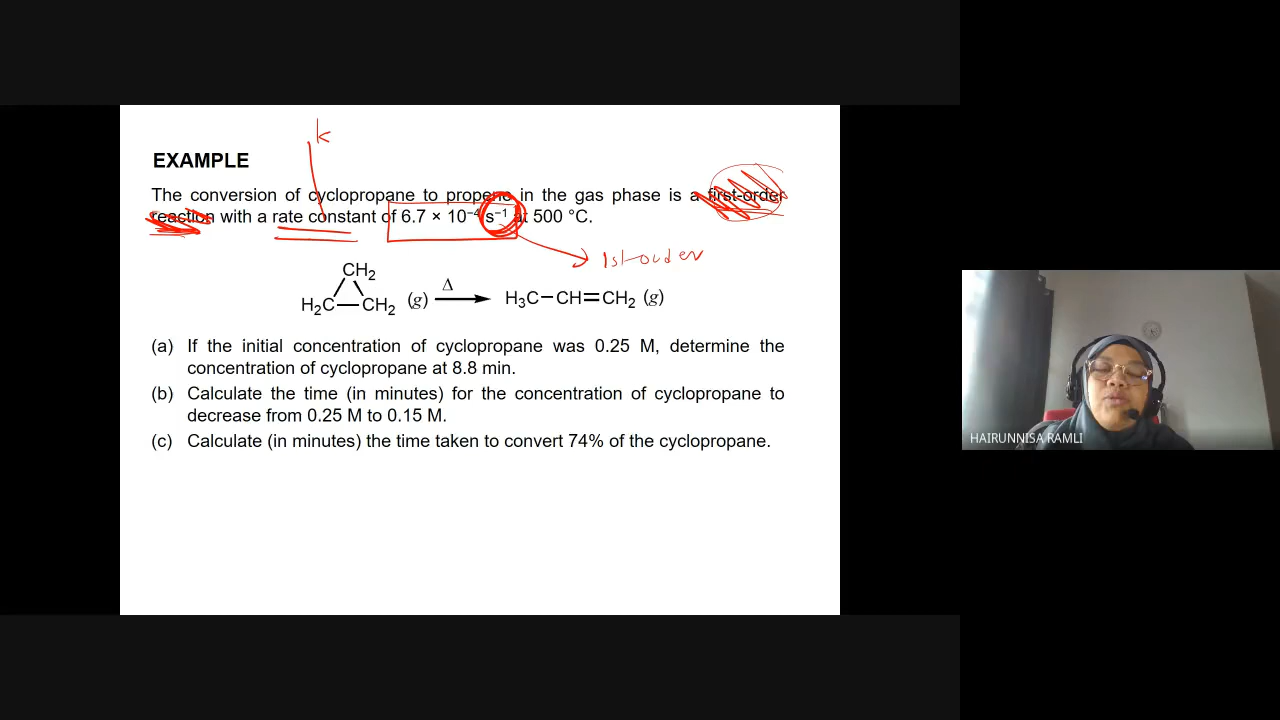 k
EXAMPLE
The conversion of cyclopropane to propene in the gas phase is a first-order
reaction with a rate constant of 6.7 × 10⁻⁴ s⁻¹ at 500 °C.
1st-order
CH₂
H₂C CH₂ (g) Δ H₃C–CH=CH₂ (g)
(a) If the initial concentration of cyclopropane was 0.25 M, determine the
concentration of cyclopropane at 8.8 min.
(b) Calculate the time (in minutes) for the concentration of cyclopropane to
decrease from 0.25 M to 0.15 M.
(c) Calculate (in minutes) the time taken to convert 74% of the cyclopropane.
HAIRUNNISA RAMLI